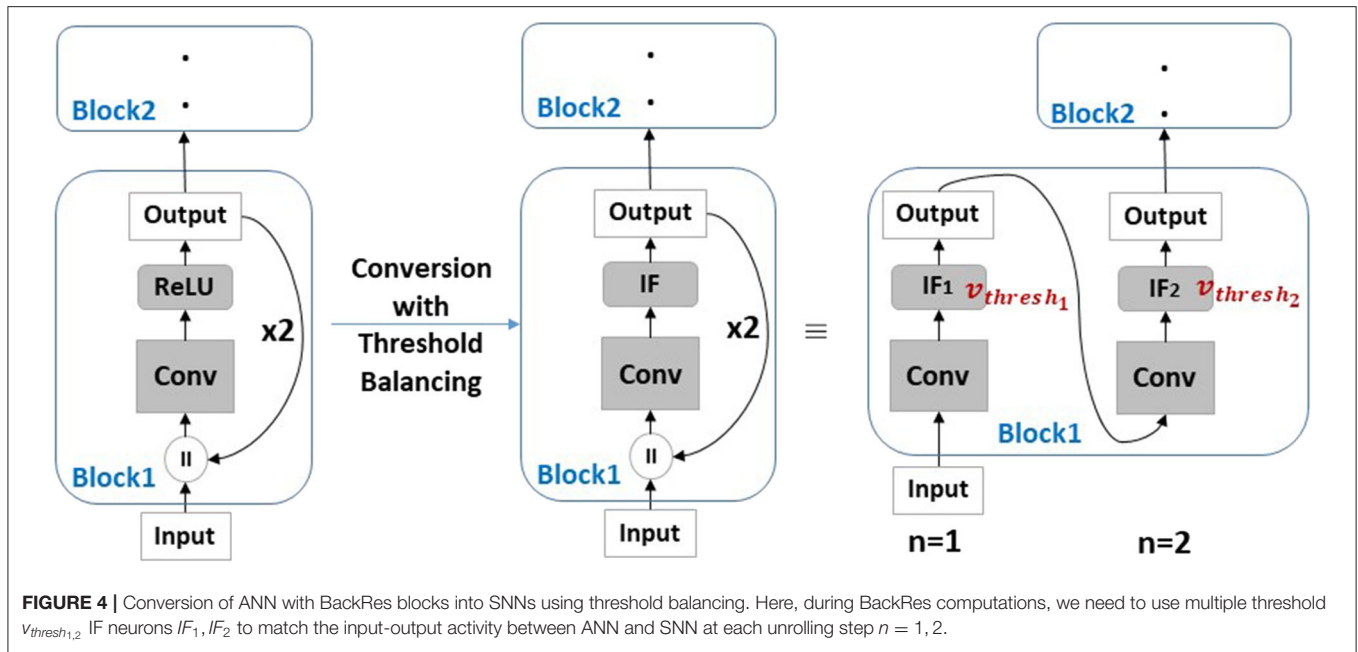 Block2
Output
ReLU
x2
Conv
II
Block1
Input
Conversion
with
Threshold
Balancing
Block2
Output
IF
x2
Conv
II
Block1
Input
≡
Block2
Output
IF1 vthresh1
Conv
Input
n=1
Output
IF2 vthresh2
Conv
Block1
n=2
FIGURE 4 | Conversion of ANN with BackRes blocks into SNNs using threshold balancing. Here, during BackRes computations, we need to use multiple threshold
vthresh1,2 IF neurons IF1, IF2 to match the input-output activity between ANN and SNN at each unrolling step n = 1, 2.